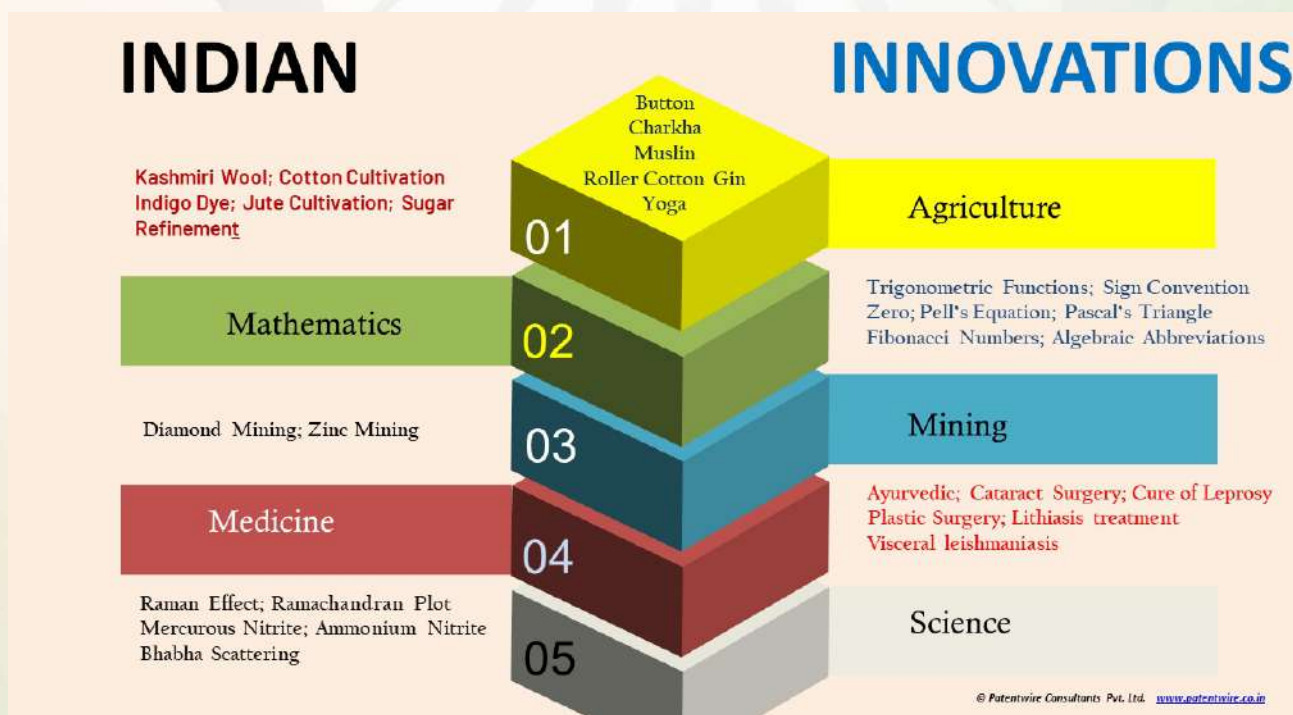 INDIAN
INNOVATIONS
Button
Charkha
Muslin
Roller Cotton Gin
Yoga
Kashmiri Wool; Cotton Cultivation
Indigo Dye; Jute Cultivation; Sugar
Refinement
01
Agriculture
Mathematics
02
Trigonometric Functions; Sign Convention
Zero; Pell's Equation; Pascal's Triangle
Fibonacci Numbers; Algebraic Abbreviations
Diamond Mining; Zinc Mining
03
Mining
Medicine
04
Ayurvedic; Cataract Surgery; Cure of Leprosy
Plastic Surgery; Lithiasis treatment
Visceral leishmaniasis
Raman Effect; Ramachandran Plot
Mercurous Nitrite; Ammonium Nitrite
Bhabha Scattering
05
Science
© Patentwire Consultants Pvt. Ltd. www.patentwire.co.in